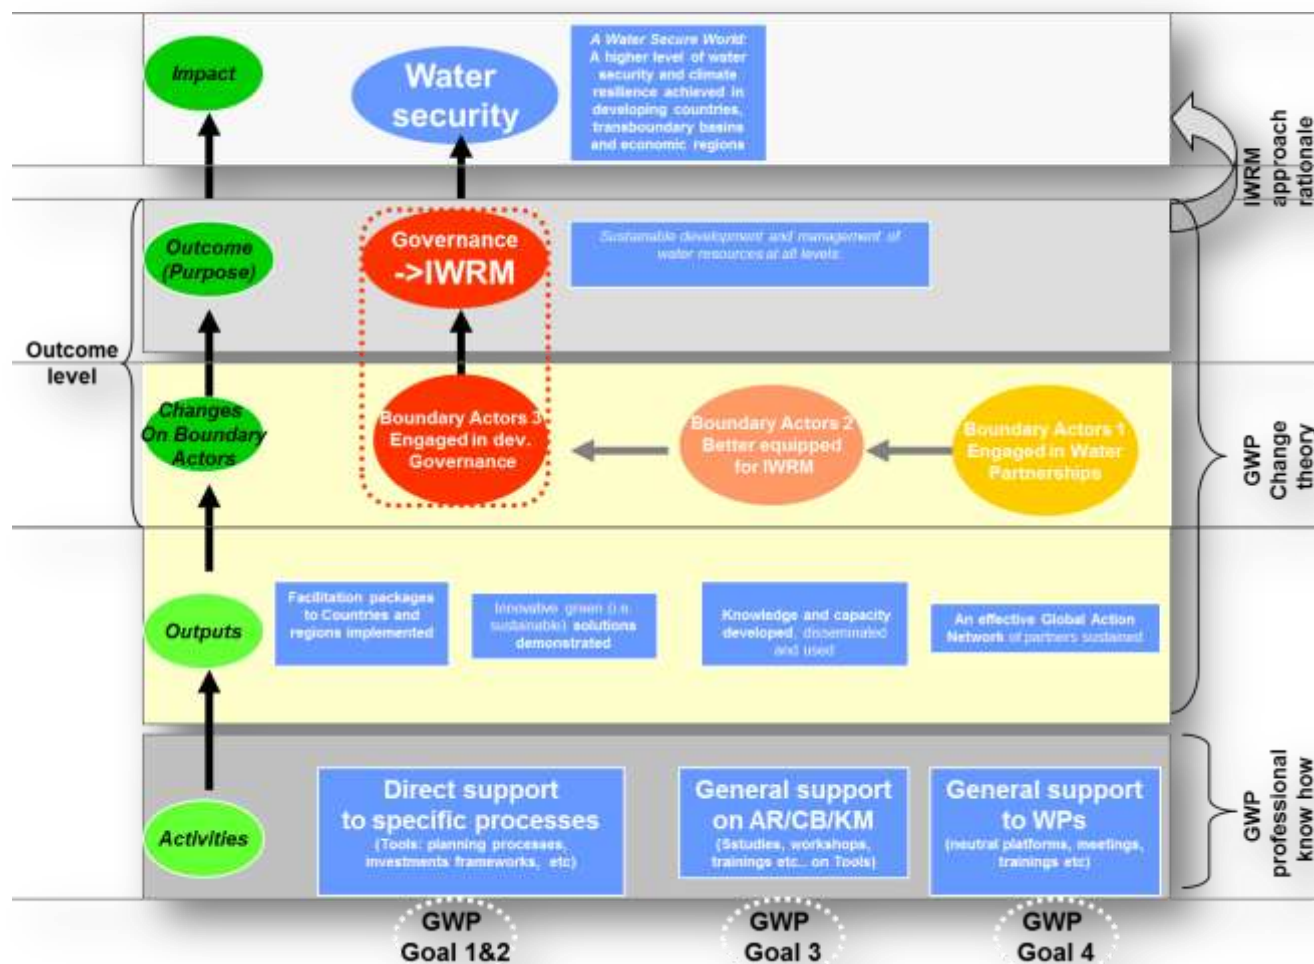 Impact
Water
security
A Water Secure World:
A higher level of water
security and climate
resilience achieved in
developing countries,
transboundary basins
and economic regions
IWRM
approach
rationale
Outcome
(Purpose)
Governance
->IWRM
Sustainable development and management of
water resources at all levels.
Outcome
level
Changes
On Boundary
Actors
Boundary Actors 3
Engaged in dev.
Governance
Boundary Actors 2
Better equipped
for IWRM
Boundary Actors 1
Engaged in Water
Partnerships
GWP
Change
theory
Outputs
Facilitation packages
to Countries and
regions implemented
Innovative green (i.e.
sustainable) solutions
demonstrated
Knowledge and capacity
developed, disseminated
and used
An effective Global Action
Network of partners sustained
Activities
Direct support
to specific processes
(Tools: planning processes,
investments frameworks, etc)
General support
on AR/CB/KM
(Sstudies, workshops,
trainings etc.. on Tools)
General support
to WPs
(neutral platforms, meetings,
trainings etc)
GWP
professional
know how
GWP
Goal 1&2
GWP
Goal 3
GWP
Goal 4